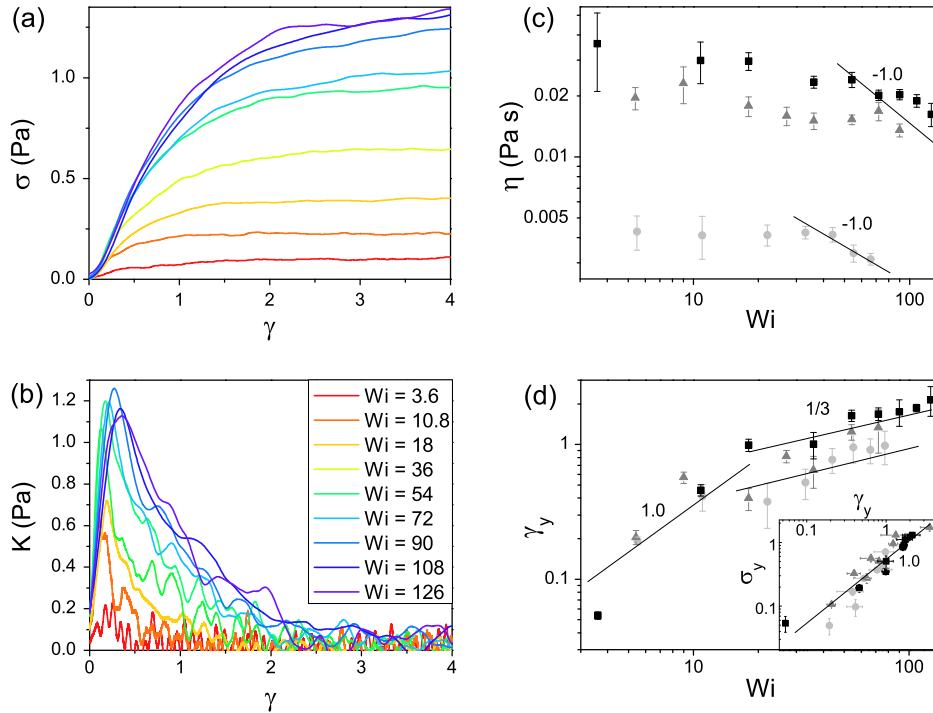 (a)
σ (Pa)
1.0
0.5
0.0
0
1
2
3
4
γ
(b)
K (Pa)
1.2
1.0
0.8
0.6
0.4
0.2
0.0
0
1
2
3
4
γ
Wi = 3.6
Wi = 10.8
Wi = 18
Wi = 36
Wi = 54
Wi = 72
Wi = 90
Wi = 108
Wi = 126
(c)
η (Pa s)
0.02
0.01
0.005
-1.0
-1.0
10
100
Wi
(d)
γy
1
0.1
1.0
1/3
10
100
Wi
γy
0.1
1
σy
1
0.1
1.0